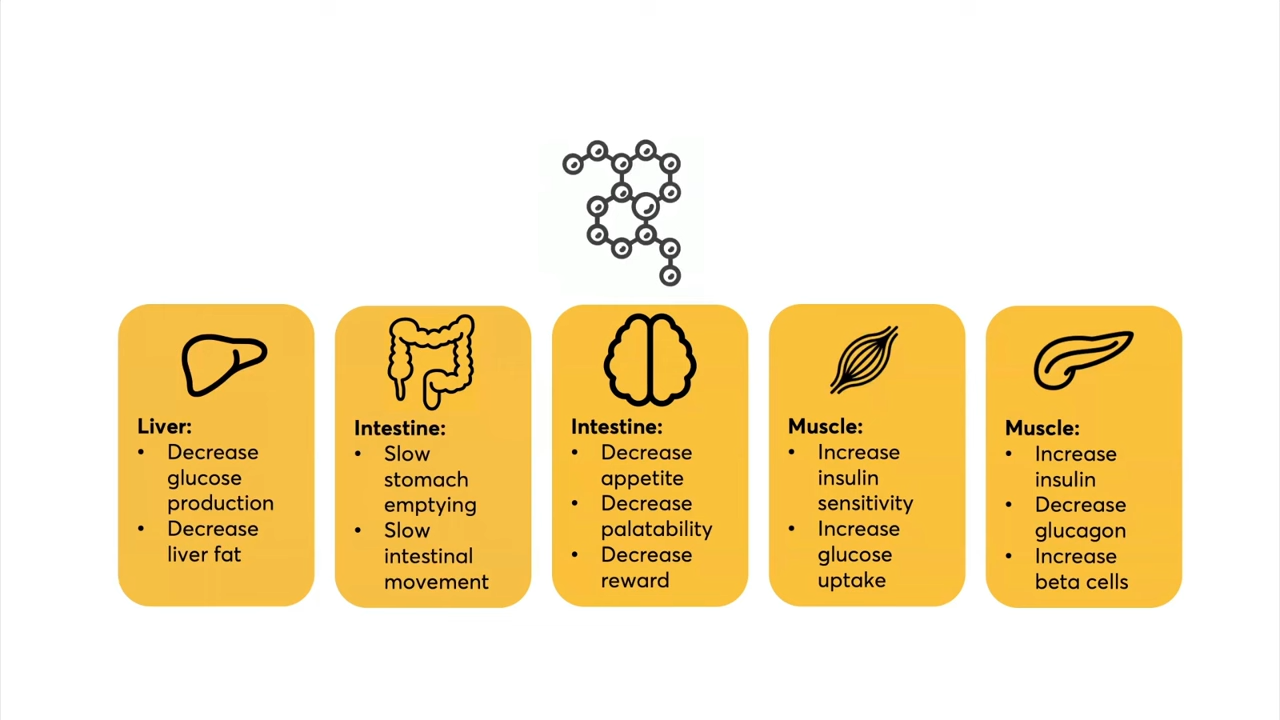 Liver:
• Decrease
glucose
production
• Decrease
liver fat
Intestine:
• Slow
stomach
emptying
• Slow
intestinal
movement
Intestine:
• Decrease
appetite
• Decrease
palatability
• Decrease
reward
Muscle:
• Increase
insulin
sensitivity
• Increase
glucose
uptake
Muscle:
• Increase
insulin
• Decrease
glucagon
• Increase
beta cells